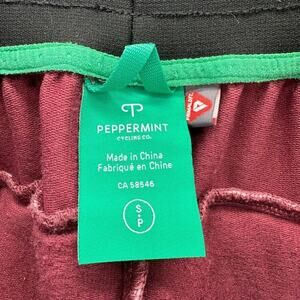 PEPPERMINT
CYCLING CO.
Made in China
Fabriqué en Chine
CA 58546
S
P